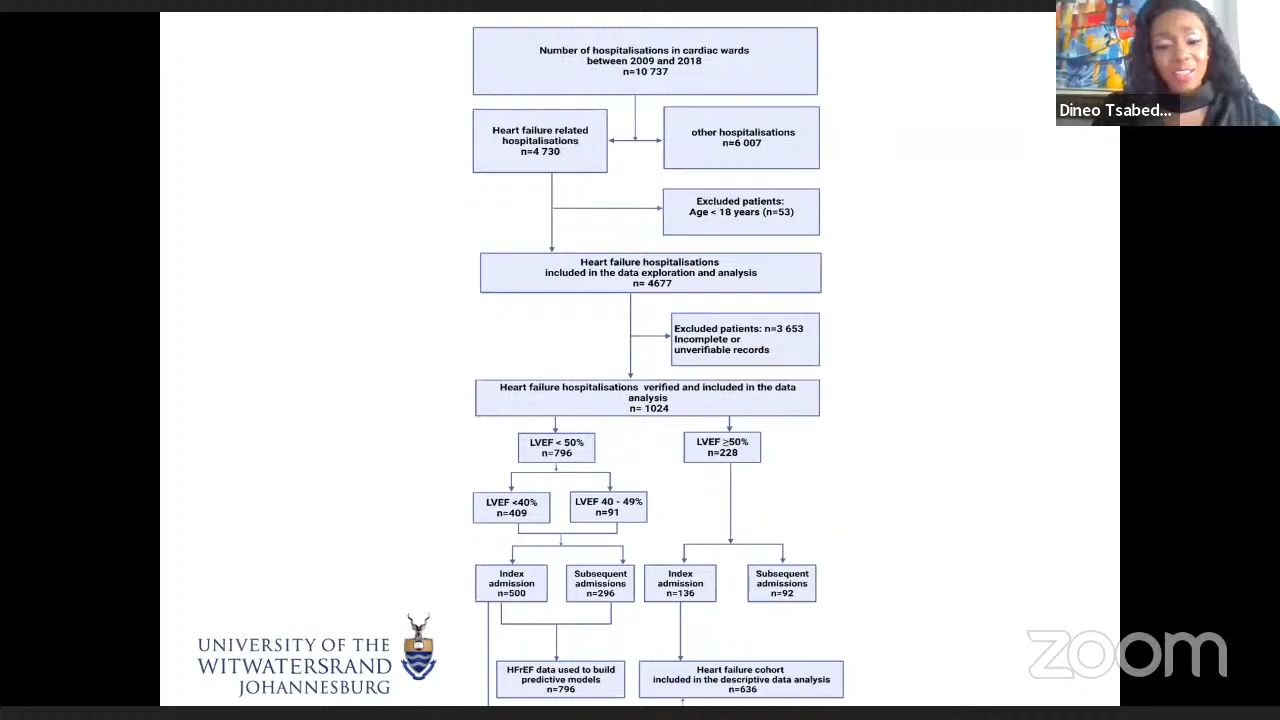 Number of hospitalisations in cardiac wards
between 2009 and 2018
n=10 737
Dineo Tsabed...
Heart failure related
hospitalisations
n=4 730
other hospitalisations
n=6 007
Excluded patients:
Age < 18 years (n=53)
Heart failure hospitalisations
included in the data exploration and analysis
n= 4677
Excluded patients: n=3 653
Incomplete or
unverifiable records
Heart failure hospitalisations verified and included in the data
analysis
n= 1024
LVEF < 50%
n=796
LVEF ≥50%
n=228
LVEF <40%
n=409
LVEF 40 - 49%
n=91
Index
admission
n=500
Subsequent
admissions
n=296
Index
admission
n=136
Subsequent
admissions
n=92
HFrEF data used to build
predictive models
n=796
Heart failure cohort
included in the descriptive data analysis
n=636
UNIVERSITY OF THE
WITWATERSRAND
JOHANNESBURG
zoom